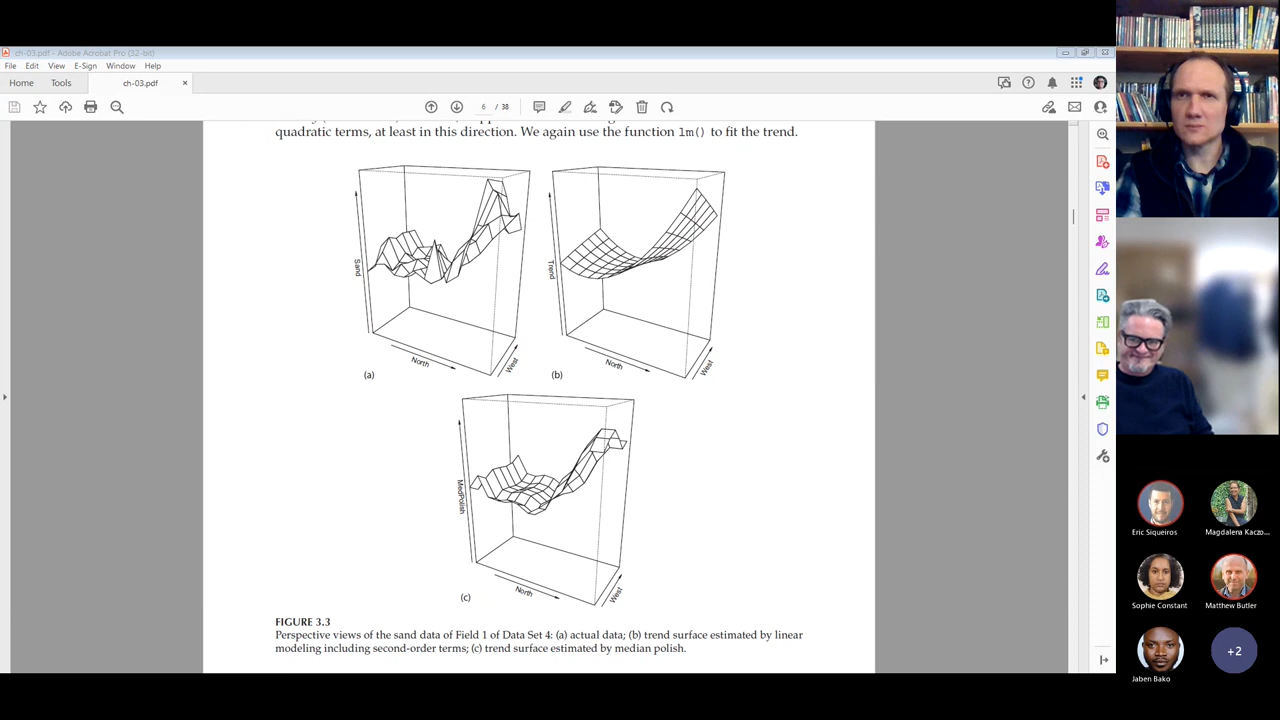 ch-03.pdf - Adobe Acrobat Pro (32-bit)
File Edit View E-Sign Window Help
Home Tools ch-03.pdf ×
6 / 38
quadratic terms, at least in this direction. We again use the function lm() to fit the trend.
Sand
North
West
(a)
Trend
North
West
(b)
MedPolish
North
West
(c)
FIGURE 3.3
Perspective views of the sand data of Field 1 of Data Set 4: (a) actual data; (b) trend surface estimated by linear
modeling including second-order terms; (c) trend surface estimated by median polish.
Eric Siqueiros
Magdalena Kaczo...
Sophie Constant
Matthew Butler
Jaben Bako
+2